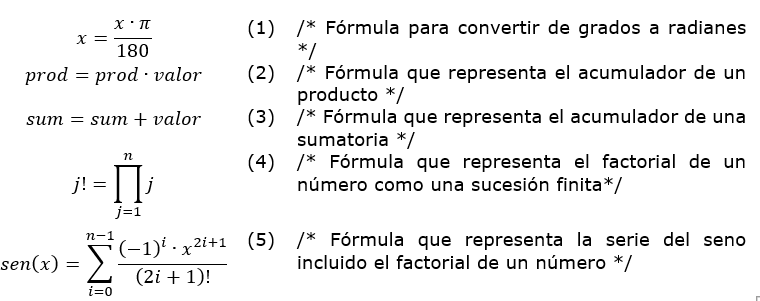 x = \frac{x \cdot \pi}{180} (1) /* Fórmula para convertir de grados a radianes
*/
prod = prod · valor (2) /* Fórmula que representa el acumulador de un
producto */
sum = sum + valor (3) /* Fórmula que representa el acumulador de una
sumatoria */
j! = \prod_{j=1}^{n} j (4) /* Fórmula que representa el factorial de un
número como una sucesión finita*/
sen(x) = \sum_{i=0}^{n-1} \frac{(-1)^i \cdot x^{2i+1}}{(2i+1)!} (5) /* Fórmula que representa la serie del seno
incluido el factorial de un número */